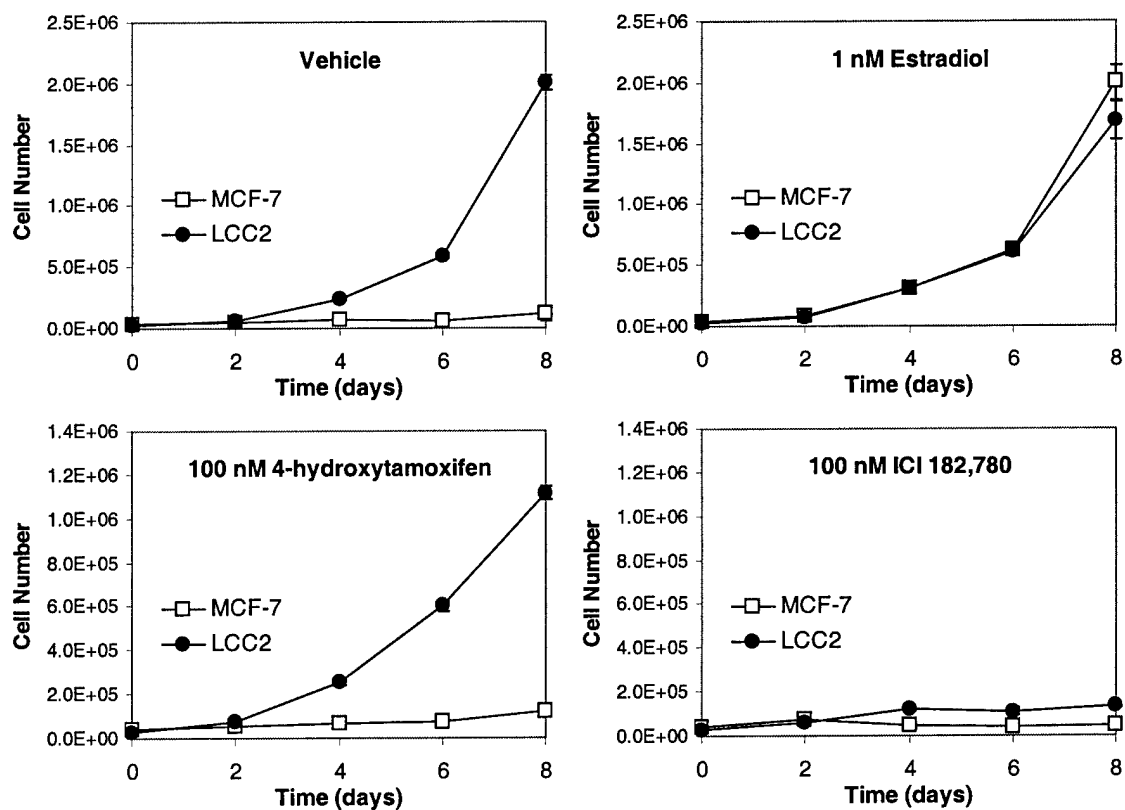 Vehicle
Cell Number
2.5E+06
2.0E+06
1.5E+06
1.0E+06
5.0E+05
0.0E+00
MCF-7
LCC2
0 2 4 6 8
Time (days)
1 nM Estradiol
Cell Number
2.5E+06
2.0E+06
1.5E+06
1.0E+06
5.0E+05
0.0E+00
MCF-7
LCC2
0 2 4 6 8
Time (days)
100 nM 4-hydroxytamoxifen
Cell Number
1.4E+06
1.2E+06
1.0E+06
8.0E+05
6.0E+05
4.0E+05
2.0E+05
0.0E+00
MCF-7
LCC2
0 2 4 6 8
Time (days)
100 nM ICI 182,780
Cell Number
1.4E+06
1.2E+06
1.0E+06
8.0E+05
6.0E+05
4.0E+05
2.0E+05
0.0E+00
MCF-7
LCC2
0 2 4 6 8
Time (days)